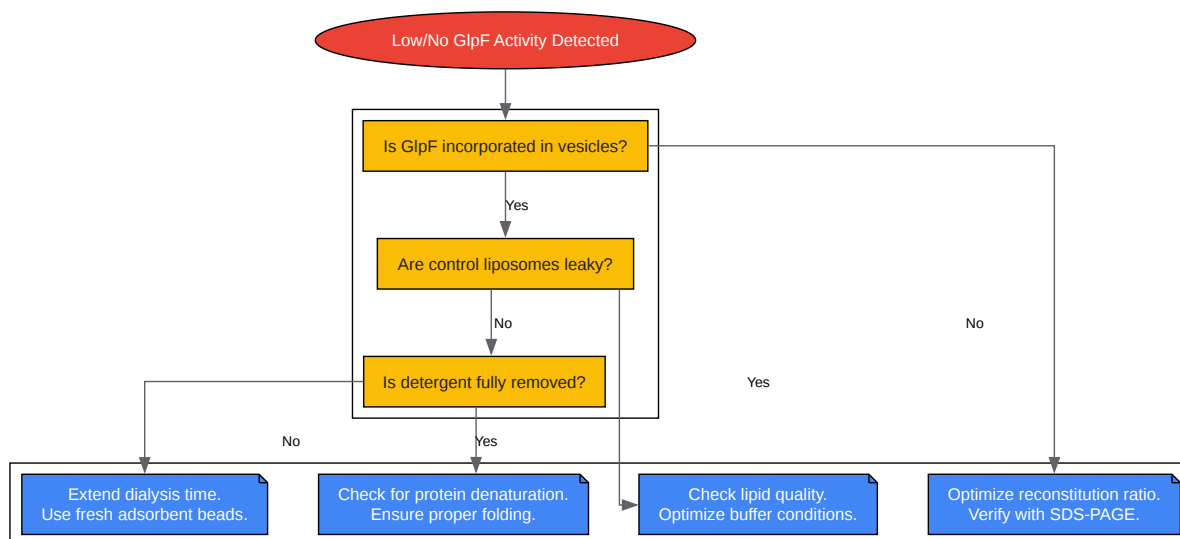 Low/No GlpF Activity Detected
Is GlpF incorporated in vesicles?
Yes
Are control liposomes leaky?
No
No
Is detergent fully removed?
Yes
No
Yes
Extend dialysis time.
Use fresh adsorbent beads.
Check for protein denaturation.
Ensure proper folding.
Check lipid quality.
Optimize buffer conditions.
Optimize reconstitution ratio.
Verify with SDS-PAGE.